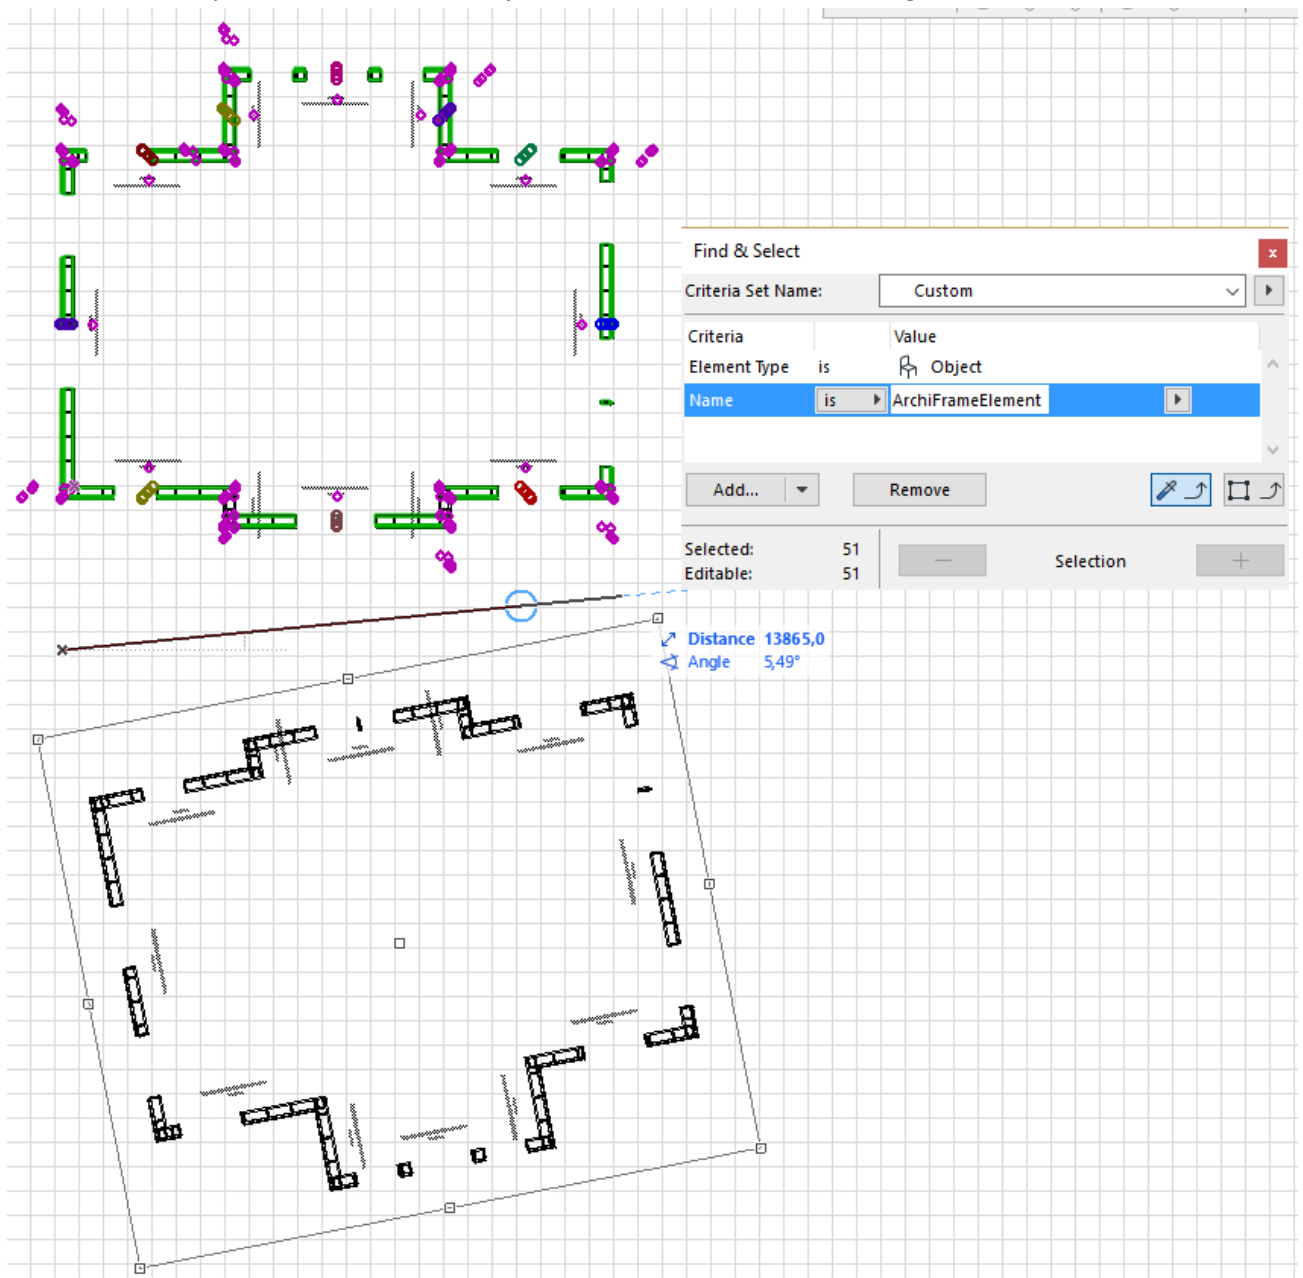 Find & Select
x
Criteria Set Name: Custom
Criteria Value
Element Type is Object
Name is ArchiFrameElement
Add... Remove
Selected: 51
Editable: 51
Selection
Distance 13865,0
Angle 5,49°